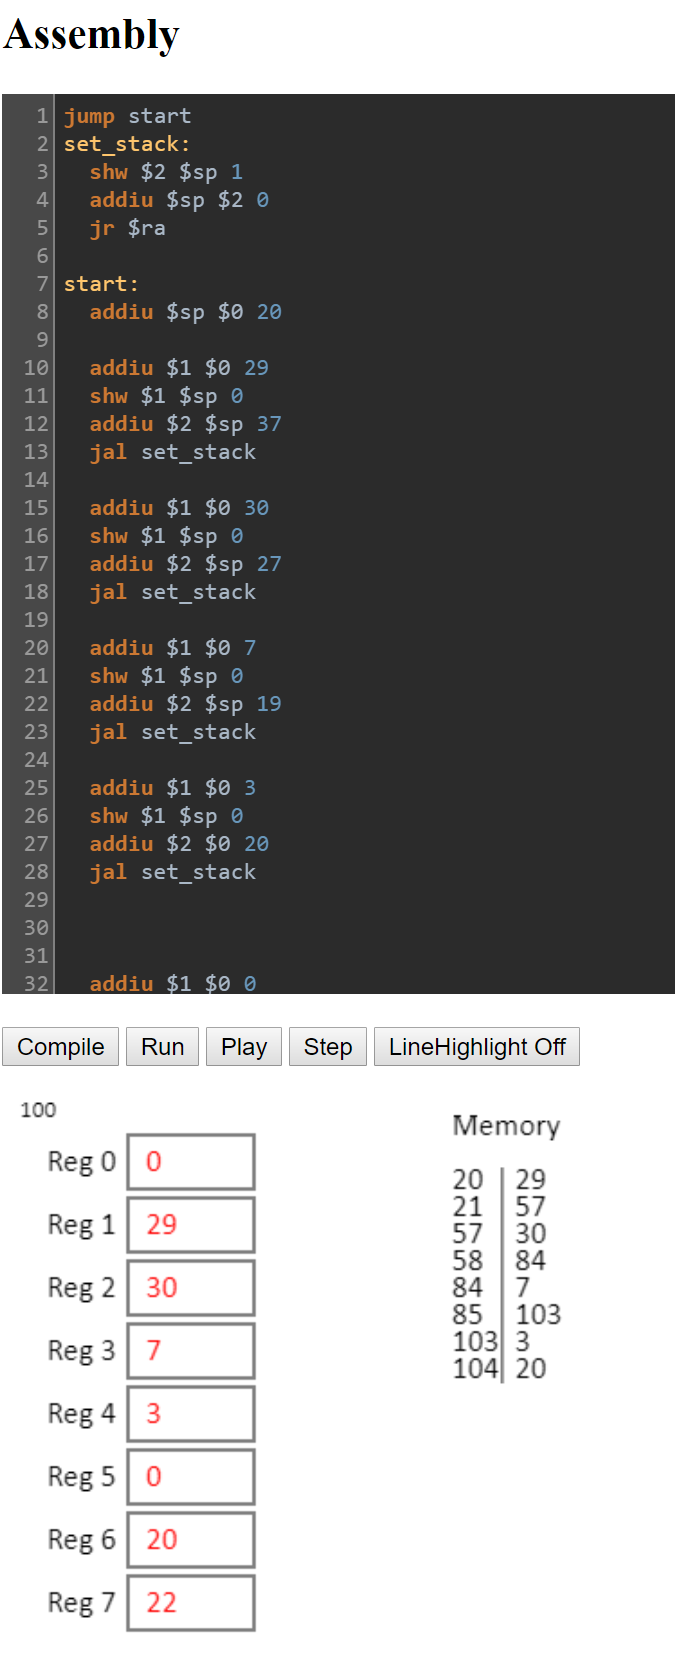 Assembly
1 jump start
2 set_stack:
3 shw $2 $sp 1
4 addiu $sp $2 0
5 jr $ra
6
7 start:
8 addiu $sp $0 20
9
10 addiu $1 $0 29
11 shw $1 $sp 0
12 addiu $2 $sp 37
13 jal set_stack
14
15 addiu $1 $0 30
16 shw $1 $sp 0
17 addiu $2 $sp 27
18 jal set_stack
19
20 addiu $1 $0 7
21 shw $1 $sp 0
22 addiu $2 $sp 19
23 jal set_stack
24
25 addiu $1 $0 3
26 shw $1 $sp 0
27 addiu $2 $0 20
28 jal set_stack
29
30
31
32 addiu $1 $0 0
Compile Run Play Step LineHighlight Off
100
Reg 0 0
Reg 1 29
Reg 2 30
Reg 3 7
Reg 4 3
Reg 5 0
Reg 6 20
Reg 7 22
Memory
20 29
21 57
57 30
58 84
84 7
85 103
103 3
104 20